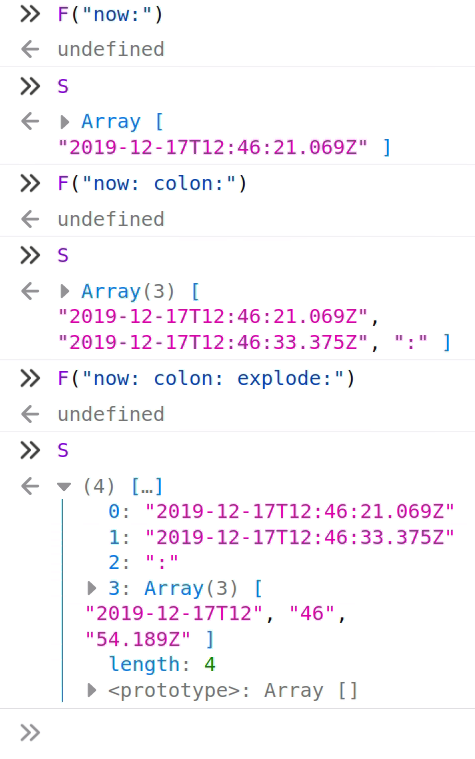 F("now:")
undefined
S
Array [
"2019-12-17T12:46:21.069Z" ]
F("now: colon:")
undefined
S
Array(3) [
"2019-12-17T12:46:21.069Z",
"2019-12-17T12:46:33.375Z", ":" ]
F("now: colon: explode:")
undefined
S
(4) […]
0: "2019-12-17T12:46:21.069Z"
1: "2019-12-17T12:46:33.375Z"
2: ":"
3: Array(3) [
"2019-12-17T12", "46",
"54.189Z" ]
length: 4
<prototype>: Array []